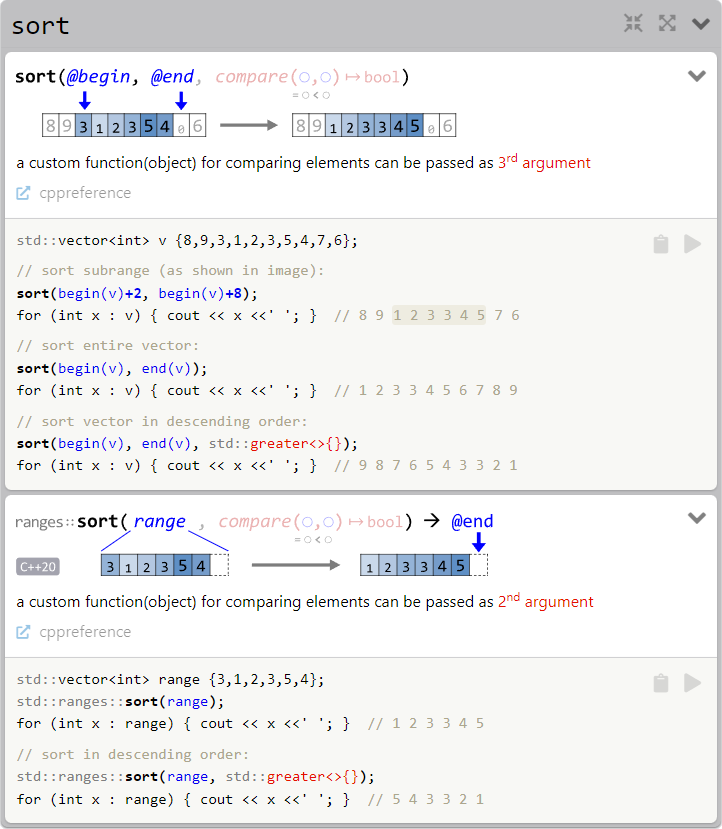 sort
sort(@begin, @end, compare(○,○)↦bool)
=○<○
8 9 3 1 2 3 5 4 0 6 8 9 1 2 3 3 4 5 0 6
a custom function(object) for comparing elements can be passed as 3rd argument
cppreference
std::vector<int> v {8,9,3,1,2,3,5,4,7,6};
// sort subrange (as shown in image):
sort(begin(v)+2, begin(v)+8);
for (int x : v) { cout << x <<' '; } // 8 9 1 2 3 3 4 5 7 6
// sort entire vector:
sort(begin(v), end(v));
for (int x : v) { cout << x <<' '; } // 1 2 3 3 4 5 6 7 8 9
// sort vector in descending order:
sort(begin(v), end(v), std::greater<>{});
for (int x : v) { cout << x <<' '; } // 9 8 7 6 5 4 3 3 2 1
ranges::sort( range , compare(○,○)↦bool) → @end
=○<○
C++20 3 1 2 3 5 4 1 2 3 3 4 5
a custom function(object) for comparing elements can be passed as 2nd argument
cppreference
std::vector<int> range {3,1,2,3,5,4};
std::ranges::sort(range);
for (int x : range) { cout << x <<' '; } // 1 2 3 3 4 5
// sort in descending order:
std::ranges::sort(range, std::greater<>{});
for (int x : range) { cout << x <<' '; } // 5 4 3 3 2 1